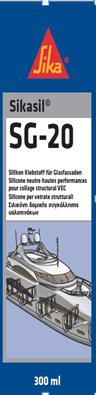 Sika®
Sikasil®
SG-20
Silikon Klebstoff für Glasfassaden
Silicone neutre hautes performances
pour collage structural VEC
Silicone per vetrate strutturali
Σιλικόνη δομικής συγκόλλησης
υαλοπινάκων
300 ml